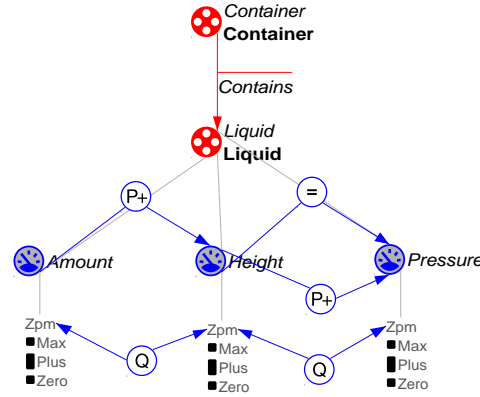 Container
Container
Contains
Liquid
Liquid
P+
=
Amount
Height
Pressure
P+
Zpm
Max
Plus
Zero
Q
Zpm
Max
Plus
Zero
Q
Zpm
Max
Plus
Zero